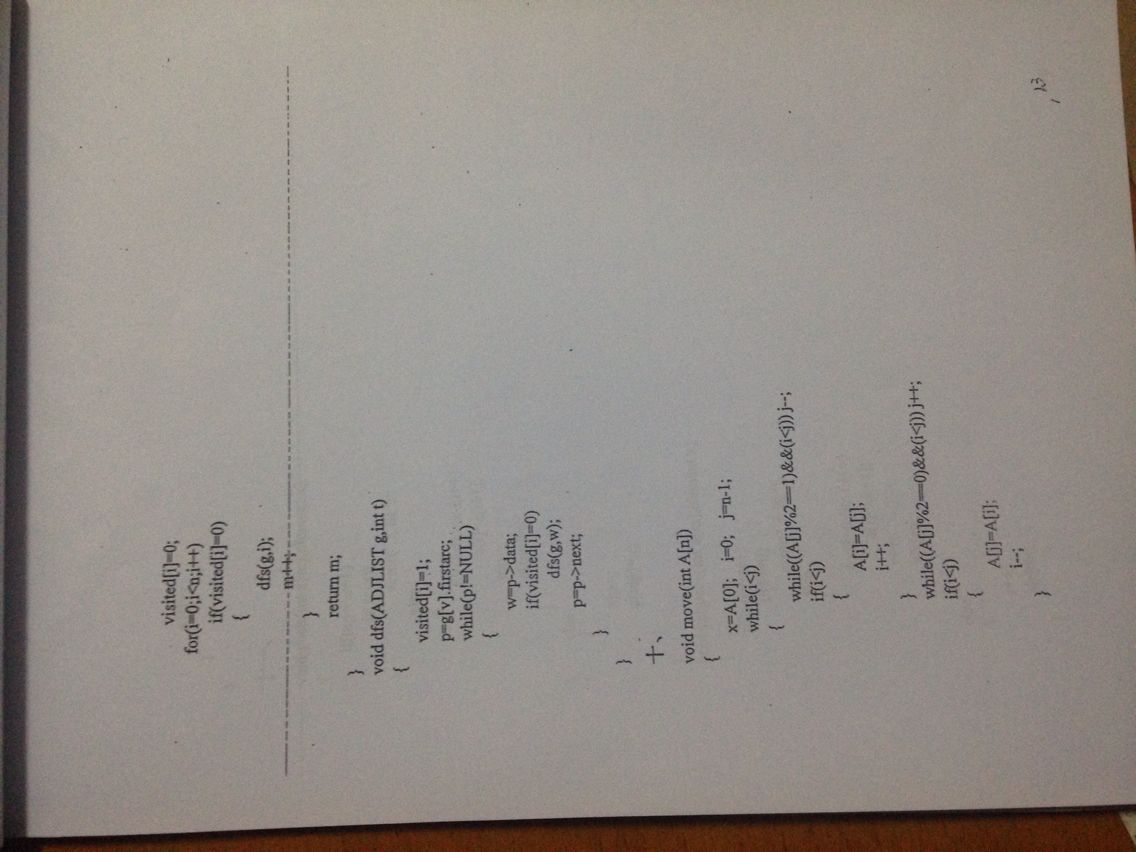 visited[i]=0;
for(i=0;i<n;i++)
if(visited[i]=0)
{
dfs(g,i);
m++;
}
return m;
}
void dfs(ADJLIST g,int t)
{
visited[i]=1;
p=g[v].firstarc;
while(p!=NULL)
{
w=p->data;
if(visited[i]=0)
dfs(g,w);
p=p->next;
}
}
十、
void move(int A[n])
{
x=A[0]; i=0; j=n-1;
while(i<j)
{
while((A[j]%2==1)&&(i<j)) j--;
if(i<j)
{
A[i]=A[j];
i++;
}
while((A[j]%2==0)&&(i<j)) j++;
if(i<j)
{
A[j]=A[i];
i--;
}
13